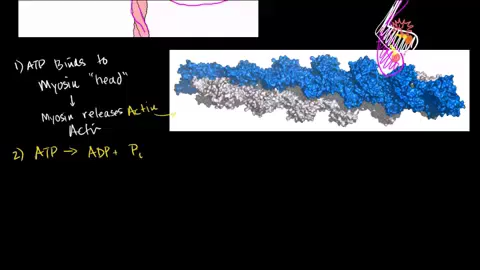 1) ATP Binds to
Myosin "head"
↓
Myosin releases Actin
Actin
2) ATP → ADP + Pi